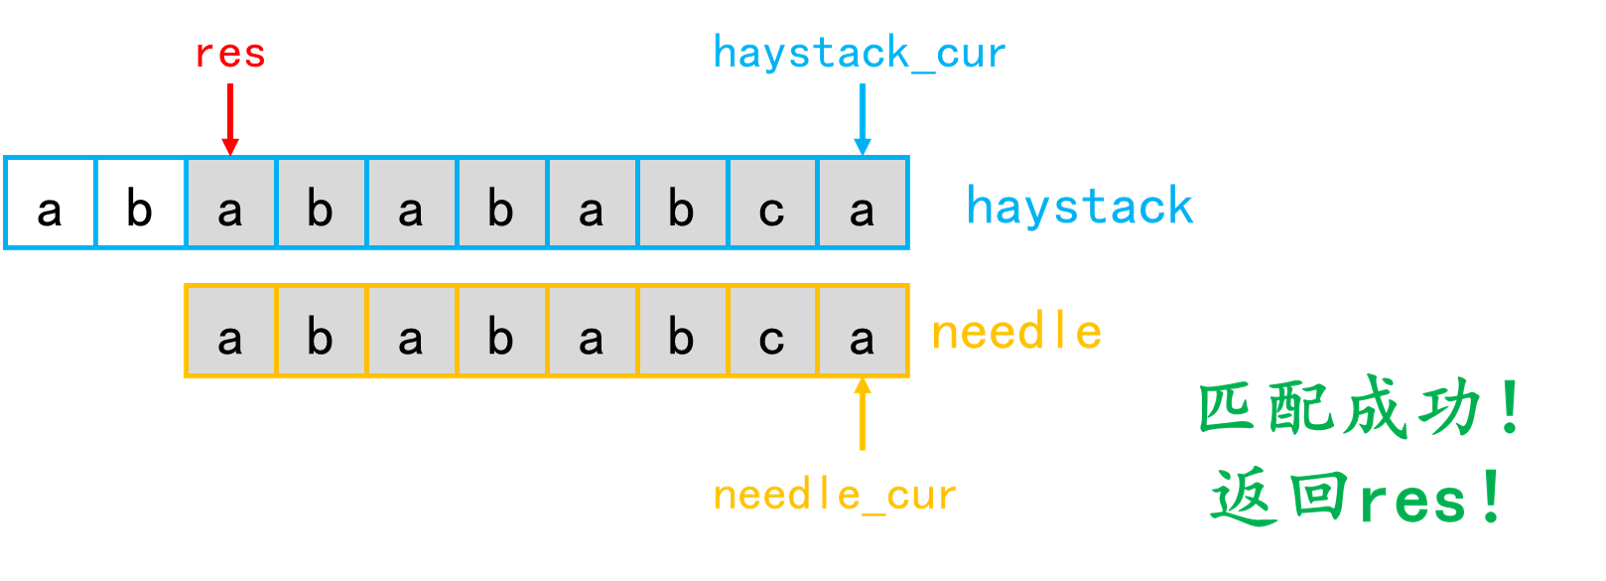 res
haystack_cur
a b a b a b a b c a
haystack
a b a b a b c a
needle
匹配成功!
返回res!
needle_cur